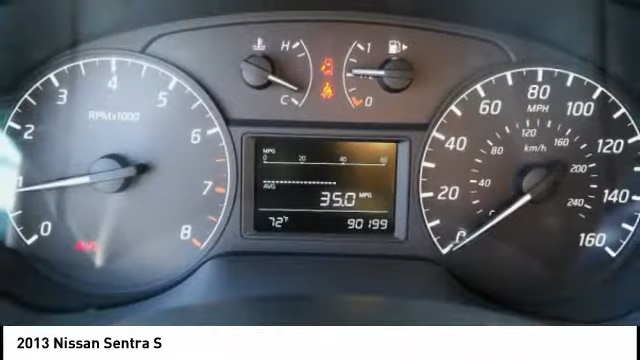 H
C
1
0
0
1
2
3
4
5
6
7
8
RPMx1000
MPG
0 20 40 60
AVG
35.0 MPG
72°F 90199
0
20
40
60
80
100
120
140
160
MPH
km/h
40
80
120
160
200
240
2013 Nissan Sentra S